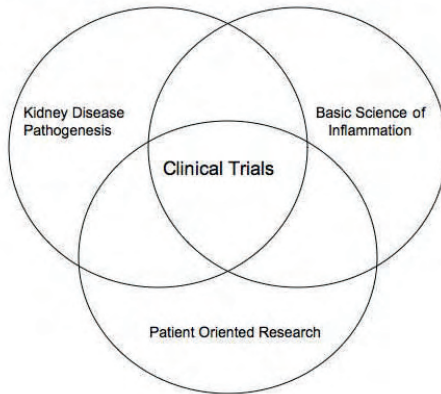 Kidney Disease
Pathogenesis
Basic Science of
Inflammation
Clinical Trials
Patient Oriented Research